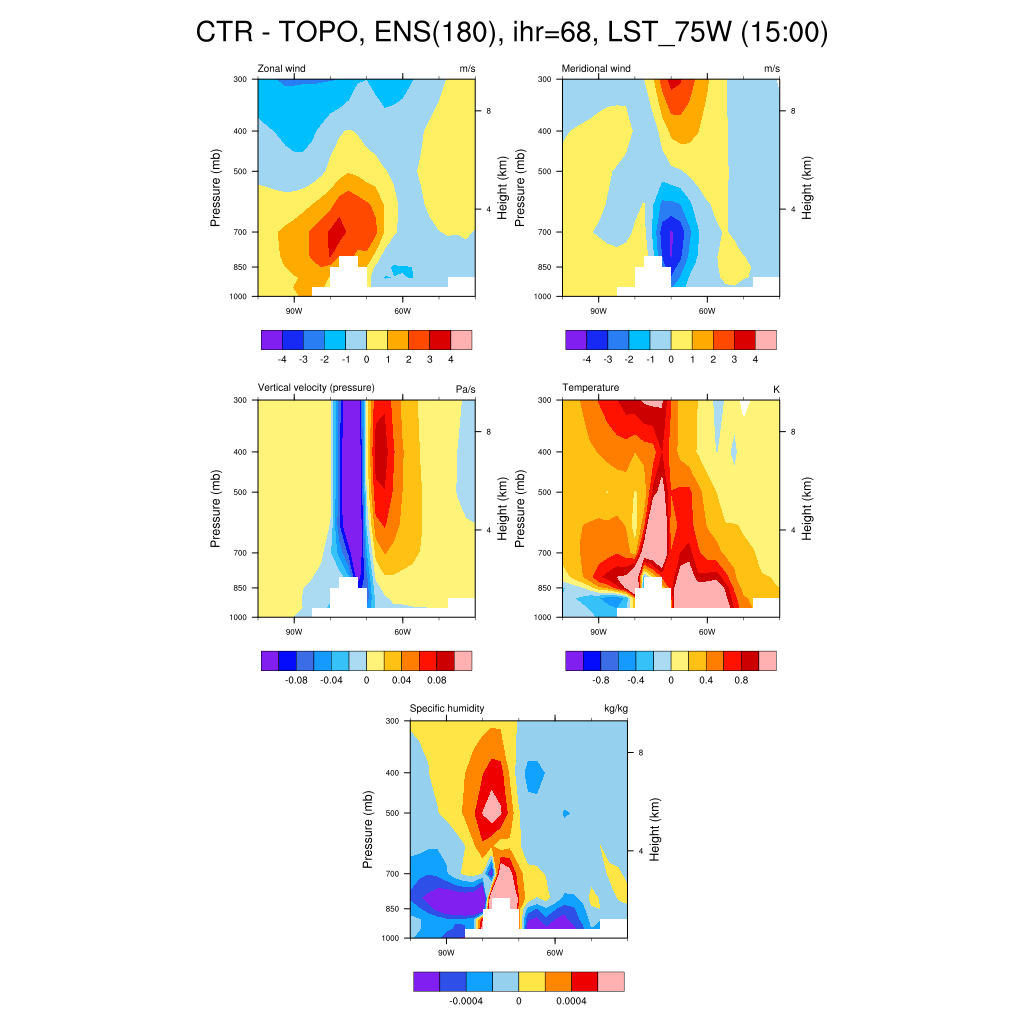 CTR - TOPO, ENS(180), ihr=68, LST_75W (15:00)
Zonal wind m/s
Pressure (mb)
300
400
500
700
850
1000
90W 60W
8
4
Height (km)
-4 -3 -2 -1 0 1 2 3 4
Meridional wind m/s
Pressure (mb)
300
400
500
700
850
1000
90W 60W
8
4
Height (km)
-4 -3 -2 -1 0 1 2 3 4
Vertical velocity (pressure) Pa/s
Pressure (mb)
300
400
500
700
850
1000
90W 60W
8
4
Height (km)
-0.08 -0.04 0 0.04 0.08
Temperature K
Pressure (mb)
300
400
500
700
850
1000
90W 60W
8
4
Height (km)
-0.8 -0.4 0 0.4 0.8
Specific humidity kg/kg
Pressure (mb)
300
400
500
700
850
1000
90W 60W
8
4
Height (km)
-0.0004 0 0.0004